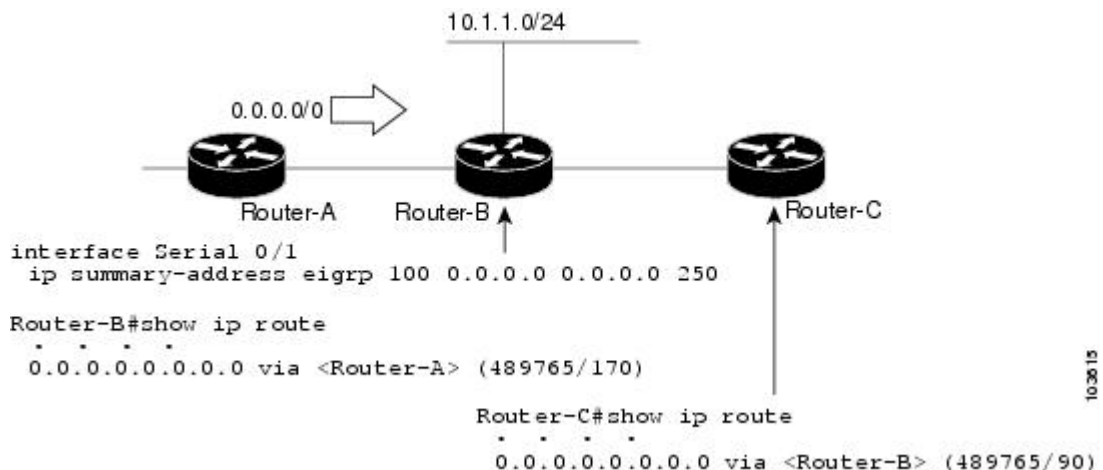 10.1.1.0/24
0.0.0.0/0
Router-A
Router-B
Router-C
interface Serial 0/1
ip summary-address eigrp 100 0.0.0.0 0.0.0.0 250
Router-B#show ip route
. . . .
0.0.0.0.0.0.0.0 via <Router-A> (489765/170)
103615
Router-C#show ip route
. . . .
0.0.0.0.0.0.0.0 via <Router-B> (489765/90)